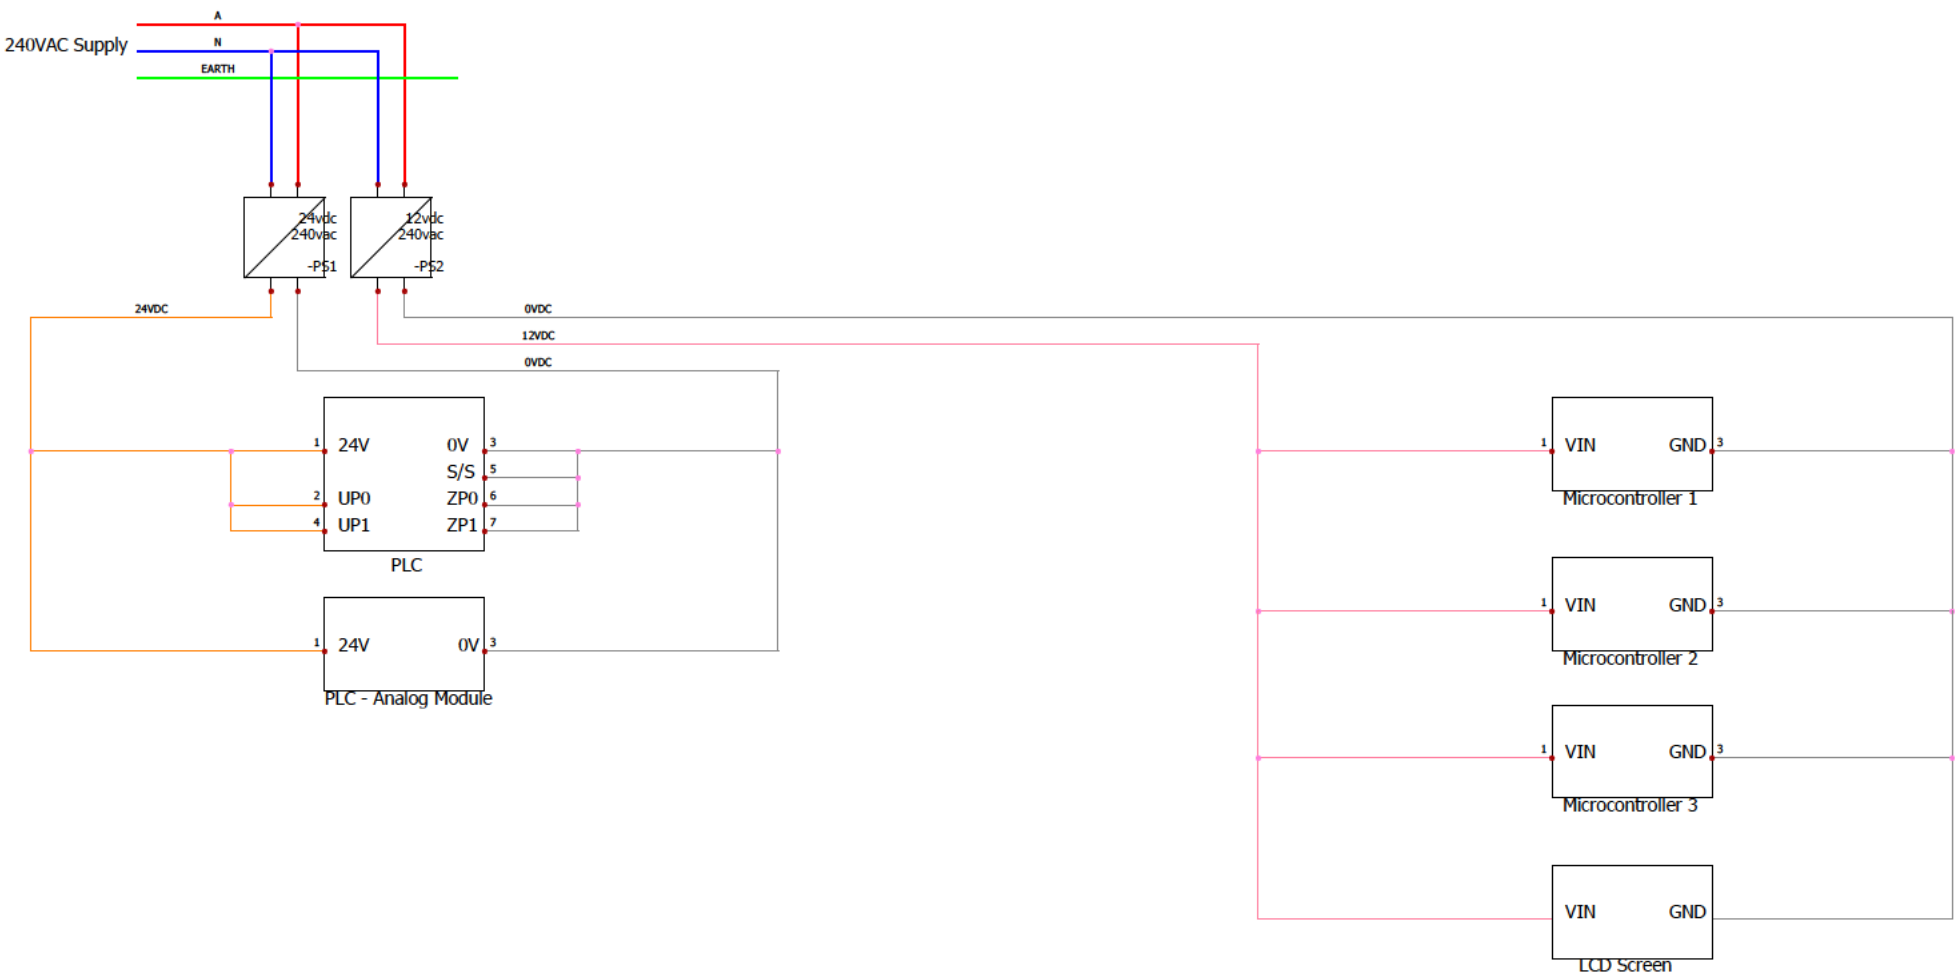 A
240VAC Supply
N
EARTH
24vdc
240vac
-PS1
12vdc
240vac
-PS2
24VDC
0VDC
12VDC
0VDC
1 24V 0V 3
S/S 5
2 UP0 ZP0 6
4 UP1 ZP1 7
PLC
1 24V 0V 3
PLC - Analog Module
1 VIN GND 3
Microcontroller 1
1 VIN GND 3
Microcontroller 2
1 VIN GND 3
Microcontroller 3
VIN GND
LCD Screen